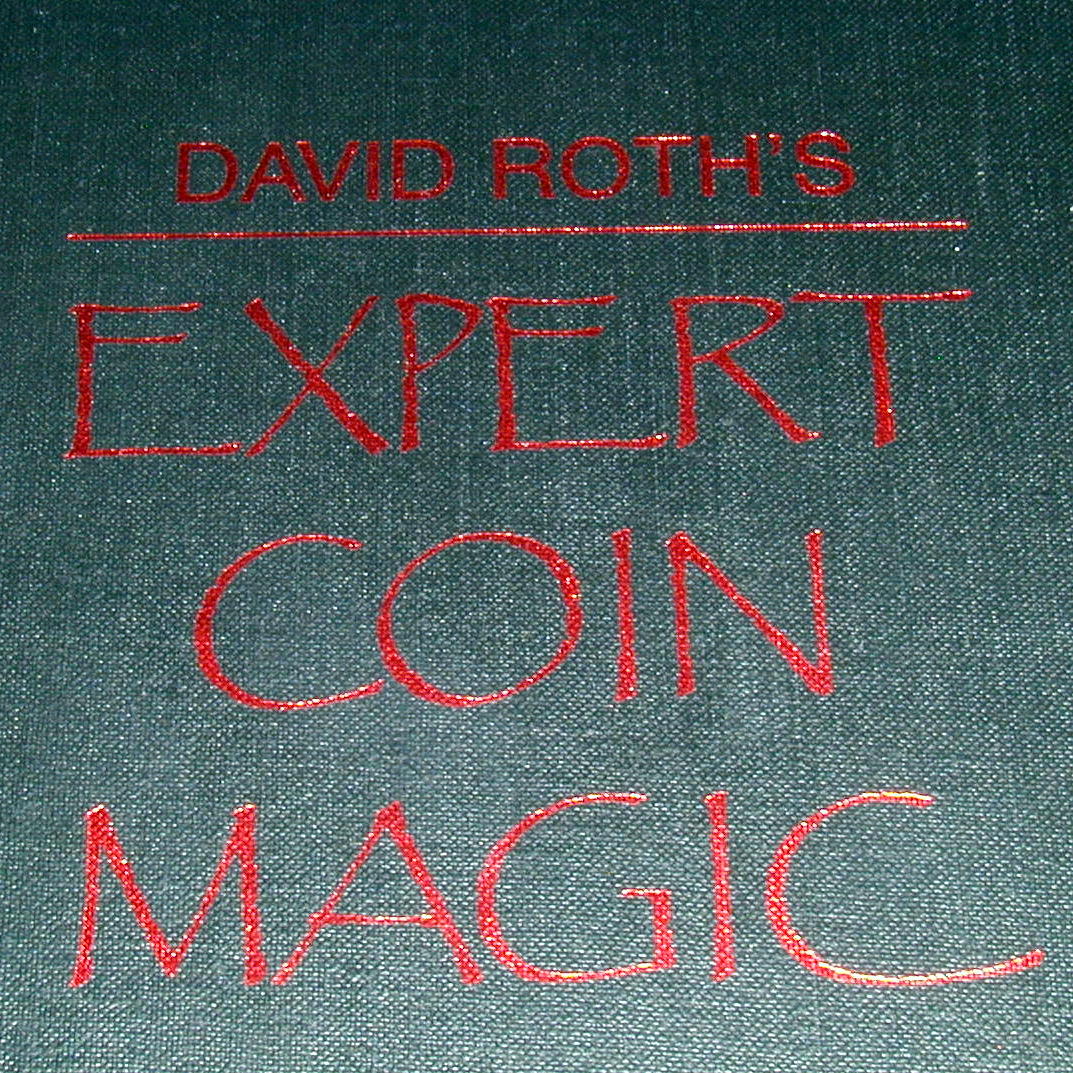 DAVID ROTH'S
EXPERT
COIN
MAGIC